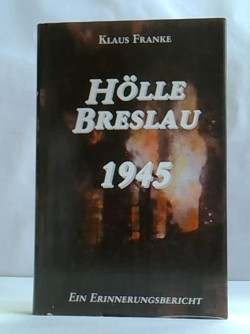 KLAUS FRANKE
HÖLLE
BRESLAU
1945
EIN ERINNERUNGSBERICHT